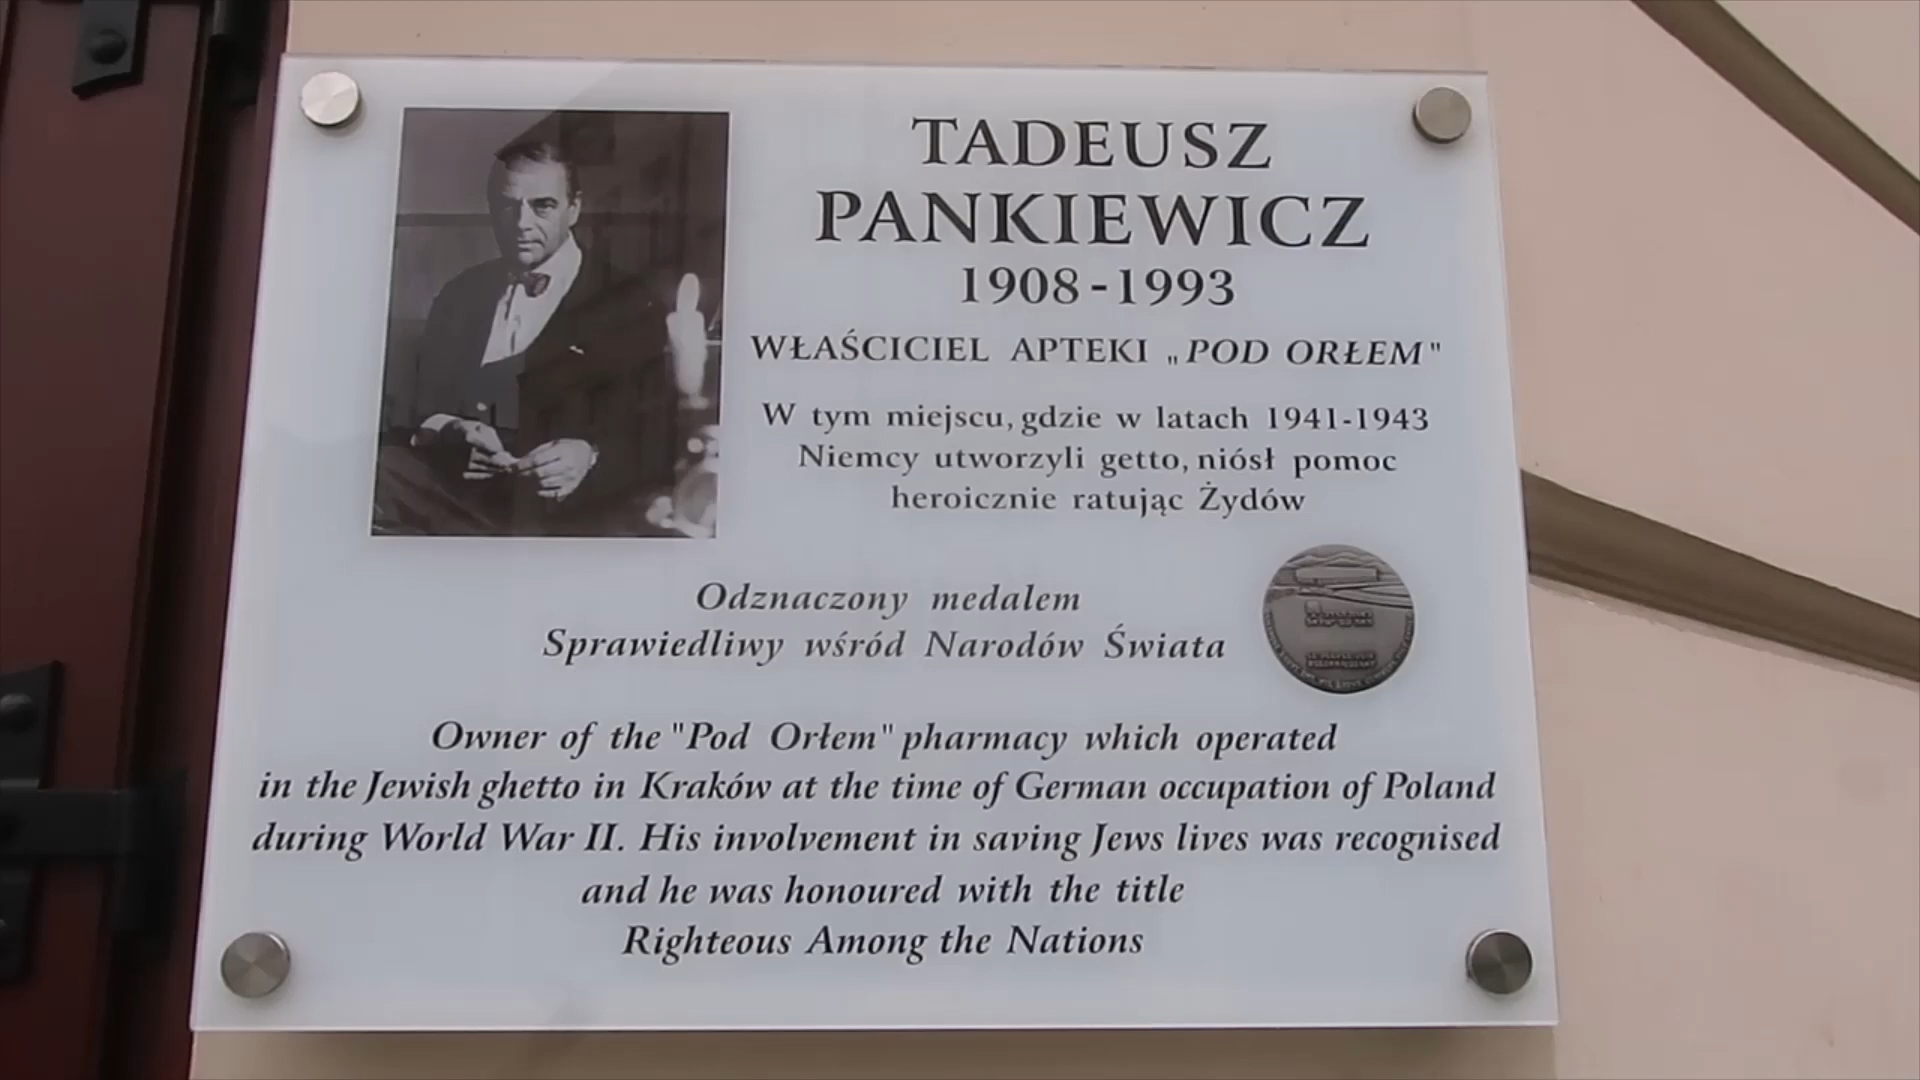 TADEUSZ
PANKIEWICZ
1908-1993
WŁAŚCICIEL APTEKI „POD ORŁEM"
W tym miejscu, gdzie w latach 1941-1943
Niemcy utworzyli getto, niósł pomoc
heroicznie ratując Żydów
Odznaczony medalem
Sprawiedliwy wśród Narodów Świata
Owner of the "Pod Orłem" pharmacy which operated
in the Jewish ghetto in Kraków at the time of German occupation of Poland
during World War II. His involvement in saving Jews lives was recognised
and he was honoured with the title
Righteous Among the Nations